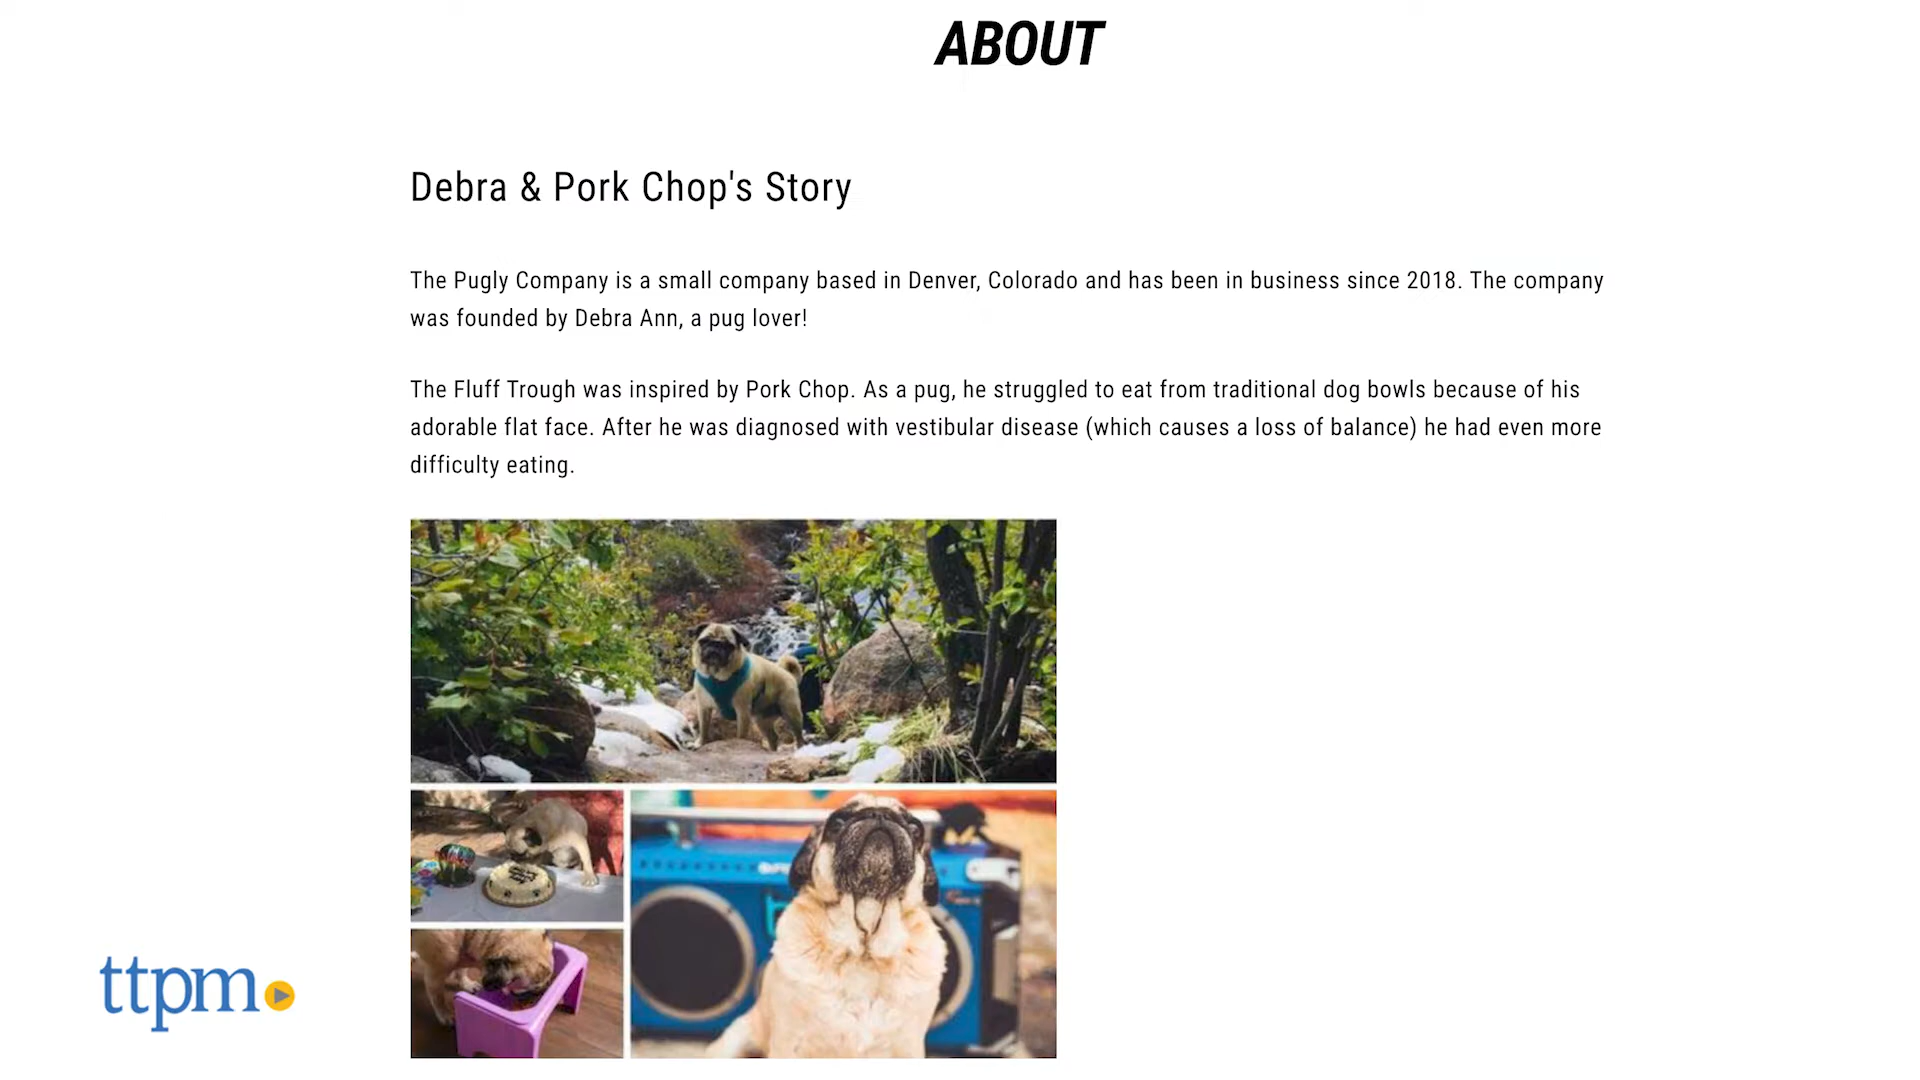 ABOUT
Debra & Pork Chop's Story
The Pugly Company is a small company based in Denver, Colorado and has been in business since 2018. The company
was founded by Debra Ann, a pug lover!
The Fluff Trough was inspired by Pork Chop. As a pug, he struggled to eat from traditional dog bowls because of his
adorable flat face. After he was diagnosed with vestibular disease (which causes a loss of balance) he had even more
difficulty eating.
ttpm